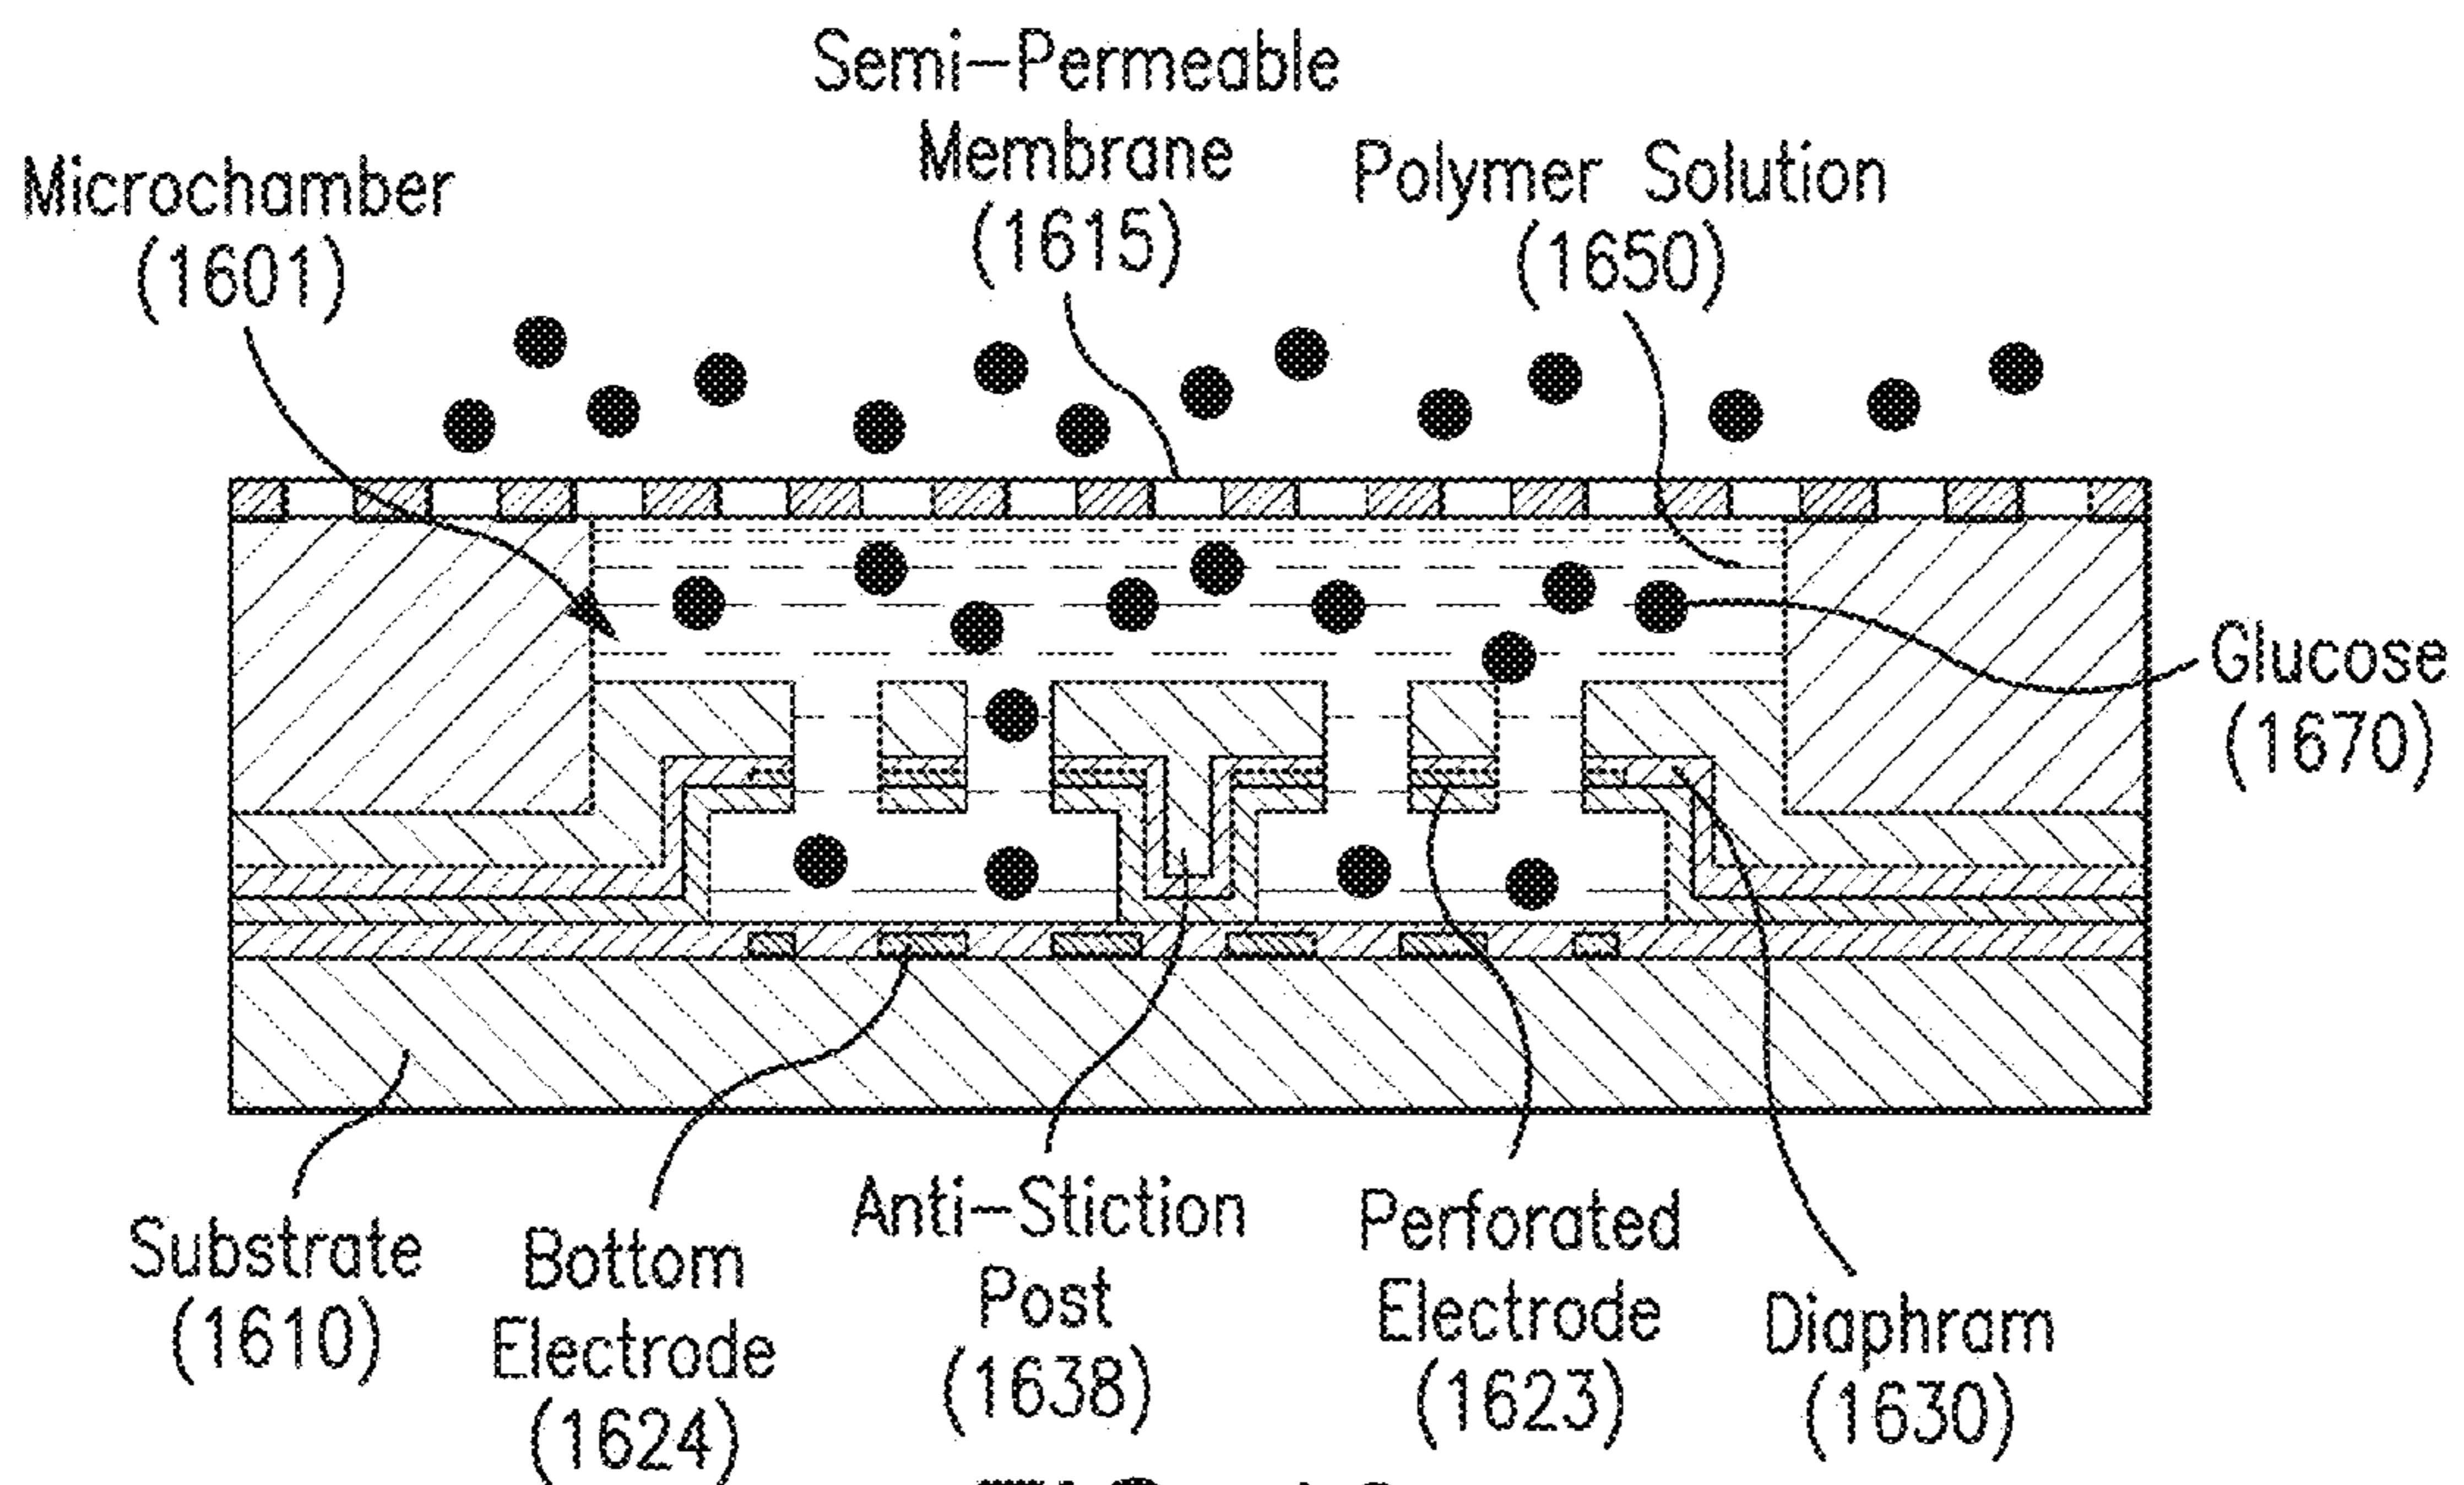 Semi-Permeable
Membrane
(1615)
Microchamber
(1601)
Polymer Solution
(1650)
Glucose
(1670)
Substrate
(1610)
Bottom
Electrode
(1624)
Anti-Stiction
Post
(1638)
Perforated
Electrode
(1623)
Diaphram
(1630)